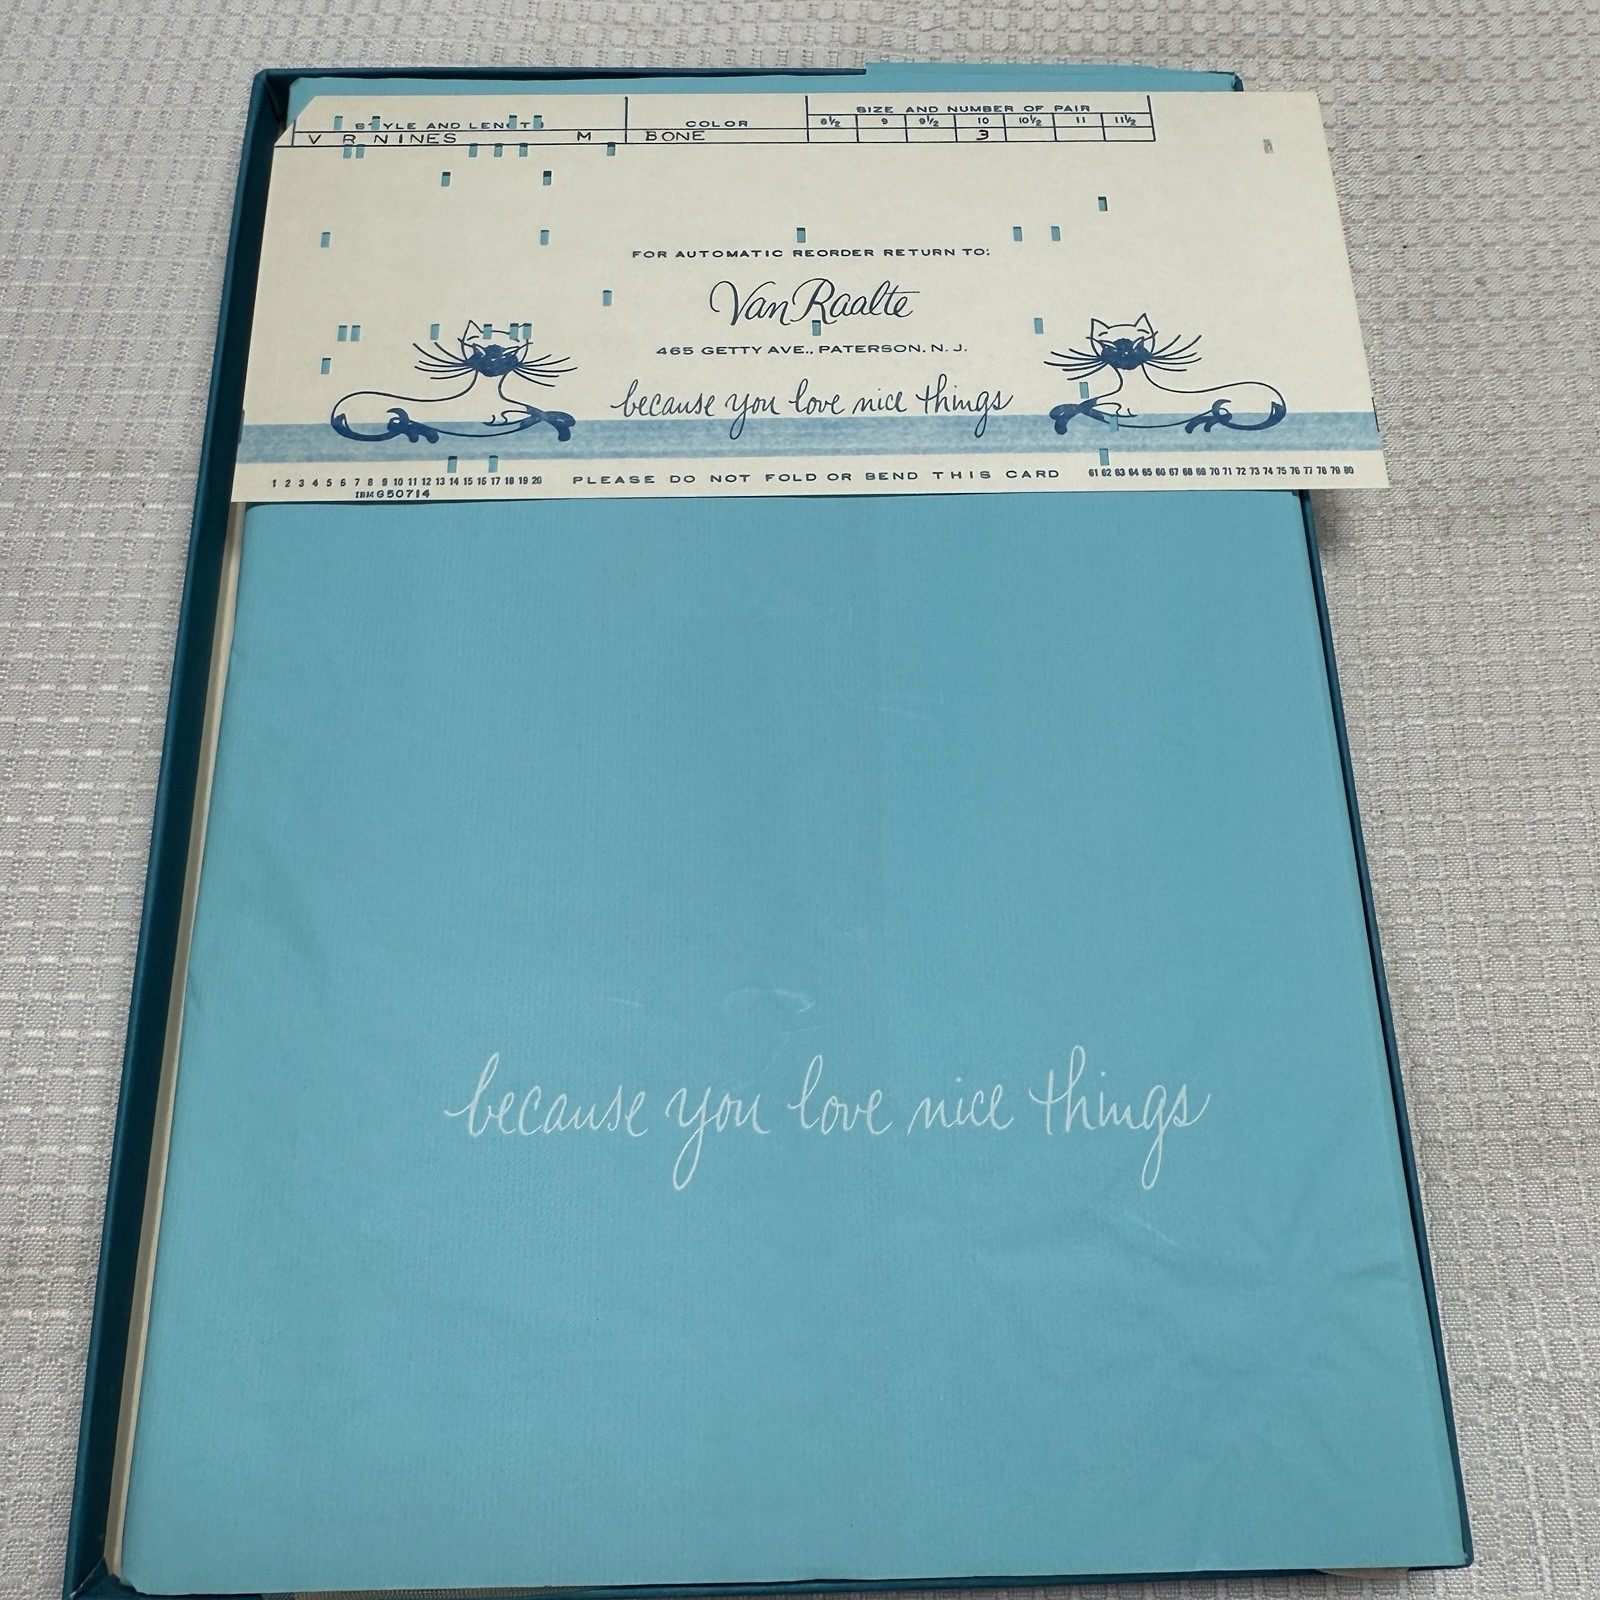 STYLE AND LENGTH COLOR SIZE AND NUMBER OF PAIR
8½ 9 9½ 10 10½ 11 11½
V R NINES M BONE 3
FOR AUTOMATIC REORDER RETURN TO:
Van Raalte
465 GETTY AVE., PATERSON, N. J.
because you love nice things
1 2 3 4 5 6 7 8 9 10 11 12 13 14 15 16 17 18 19 20 PLEASE DO NOT FOLD OR BEND THIS CARD 61 62 63 64 65 66 67 68 69 70 71 72 73 74 75 76 77 78 79 80
IBM G50714
because you love nice things